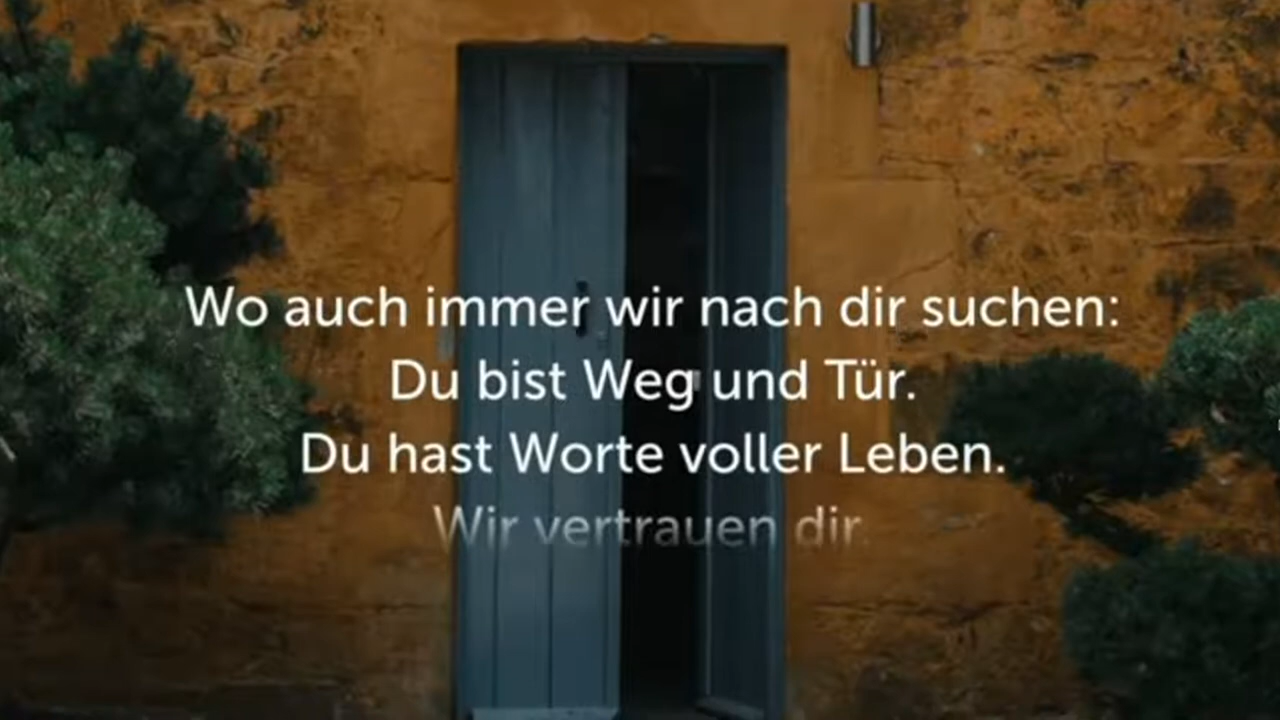 Wo auch immer wir nach dir suchen:
Du bist Weg und Tür.
Du hast Worte voller Leben.
Wir vertrauen dir.